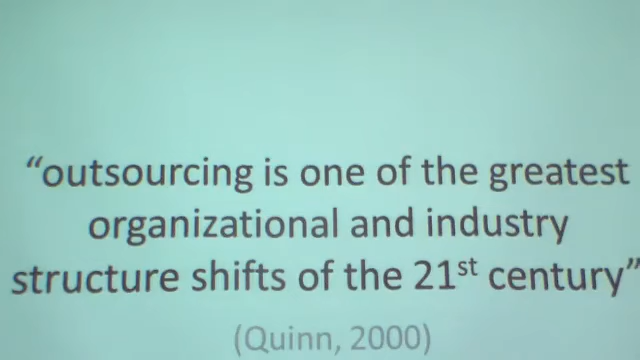 “outsourcing is one of the greatest
organizational and industry
structure shifts of the 21st century”
(Quinn, 2000)